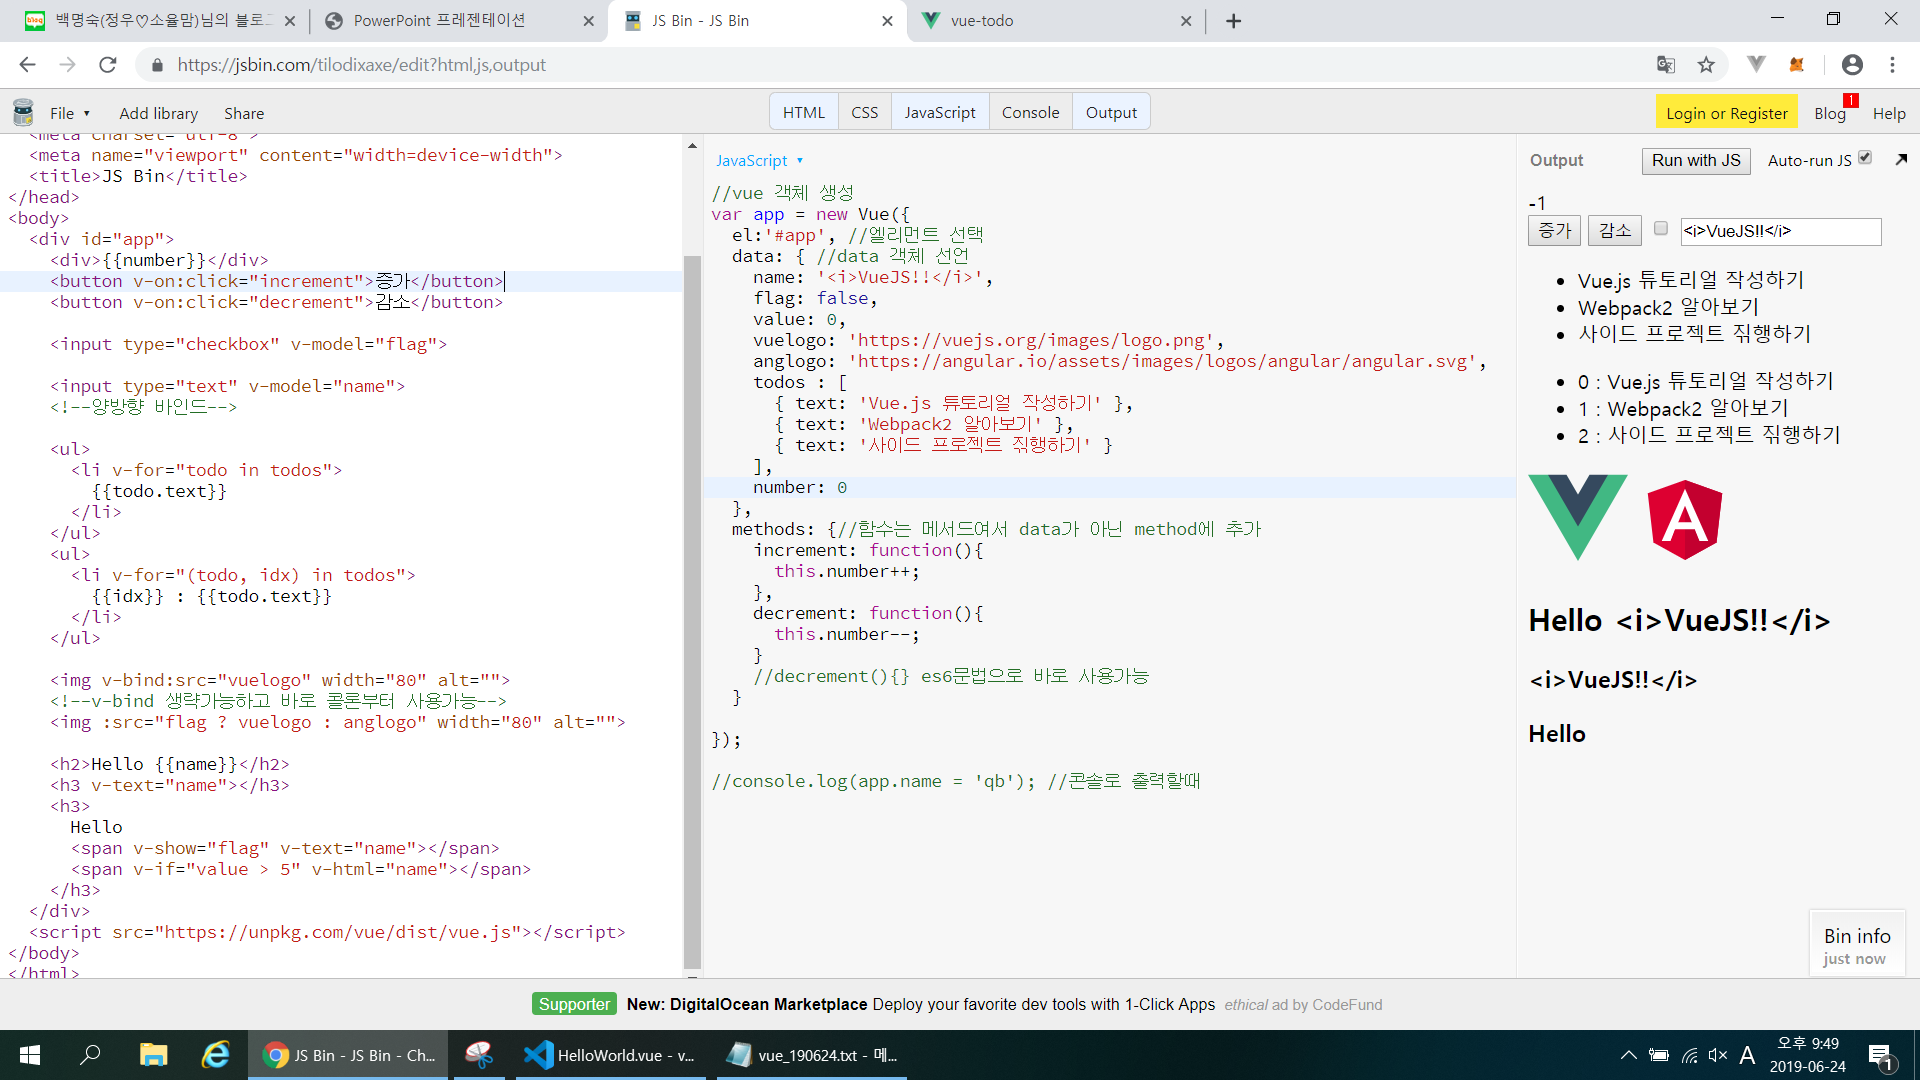 백명숙(정우♡소율맘)님의 블로그
PowerPoint 프레젠테이션
JS Bin - JS Bin
vue-todo
https://jsbin.com/tilodixaxe/edit?html,js,output
File
Add library
Share
HTML
CSS
JavaScript
Console
Output
Login or Register
Blog
1
Help
<meta charset="utf-8">
<meta name="viewport" content="width=device-width">
<title>JS Bin</title>
</head>
<body>
<div id="app">
<div>{{number}}</div>
<button v-on:click="increment">증가</button>
<button v-on:click="decrement">감소</button>
<input type="checkbox" v-model="flag">
<input type="text" v-model="name">
<!--양방향 바인드-->
<ul>
<li v-for="todo in todos">
{{todo.text}}
</li>
</ul>
<ul>
<li v-for="(todo, idx) in todos">
{{idx}} : {{todo.text}}
</li>
</ul>
<img v-bind:src="vuelogo" width="80" alt="">
<!--v-bind 생략가능하고 바로 콜론부터 사용가능-->
<img :src="flag ? vuelogo : anglogo" width="80" alt="">
<h2>Hello {{name}}</h2>
<h3 v-text="name"></h3>
<h3>
Hello
<span v-show="flag" v-text="name"></span>
<span v-if="value > 5" v-html="name"></span>
</h3>
</div>
<script src="https://unpkg.com/vue/dist/vue.js"></script>
</body>
</html>
JavaScript
//vue 객체 생성
var app = new Vue({
el:'#app', //엘리먼트 선택
data: { //data 객체 선언
name: '<i>VueJS!!</i>',
flag: false,
value: 0,
vuelogo: 'https://vuejs.org/images/logo.png',
anglogo: 'https://angular.io/assets/images/logos/angular/angular.svg',
todos : [
{ text: 'Vue.js 튜토리얼 작성하기' },
{ text: 'Webpack2 알아보기' },
{ text: '사이드 프로젝트 직행하기' }
],
number: 0
},
methods: {//함수는 메서드여서 data가 아닌 method에 추가
increment: function(){
this.number++;
},
decrement: function(){
this.number--;
}
//decrement(){} es6문법으로 바로 사용가능
}
});
//console.log(app.name = 'qb'); //콘솔로 출력할때
Output
Run with JS
Auto-run JS
-1
증가
감소
<i>VueJS!!</i>
Vue.js 튜토리얼 작성하기
Webpack2 알아보기
사이드 프로젝트 직행하기
0 : Vue.js 튜토리얼 작성하기
1 : Webpack2 알아보기
2 : 사이드 프로젝트 직행하기
A
Hello <i>VueJS!!</i>
<i>VueJS!!</i>
Hello
Bin info
just now
Supporter New: DigitalOcean Marketplace Deploy your favorite dev tools with 1-Click Apps ethical ad by CodeFund
JS Bin - JS Bin - Ch...
HelloWorld.vue - v...
vue_190624.txt - 메...
A
오후 9:49
2019-06-24
1